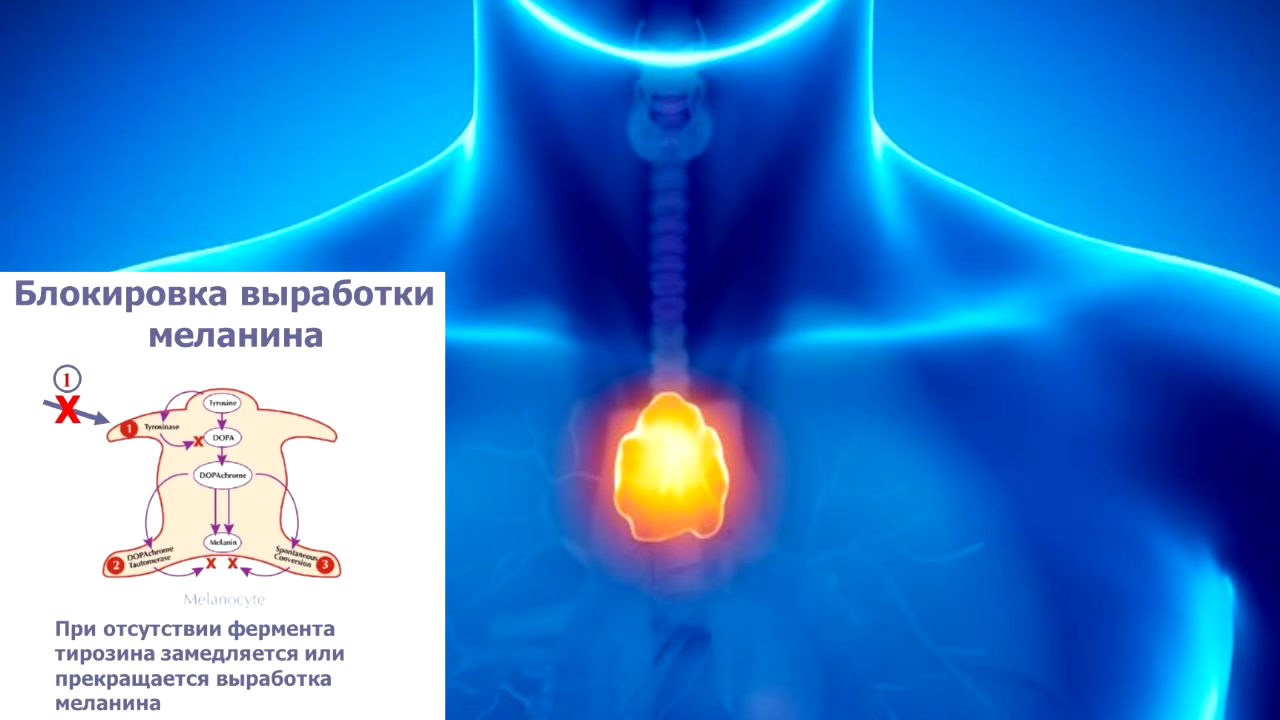 Блокировка выработки
меланина
1
X
Tyrosine
1 Tyrosinase
X
DOPA
DOPAchrome
Melanin
2 DOPAchrome
Tautomerase
X X
Spontaneous
Conversion 3
Melanocyte
При отсутствии фермента
тирозина замедляется или
прекращается выработка
меланина